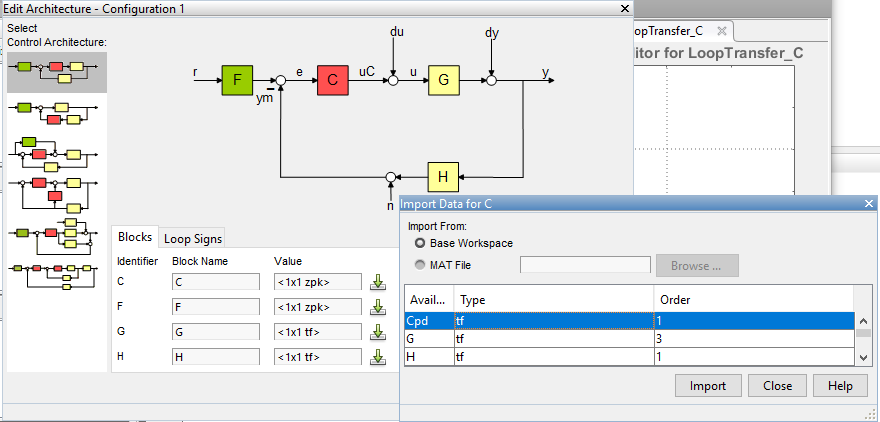 Edit Architecture - Configuration 1
Select
Control Architecture:
du
dy
r
F
e
C
uC
u
G
y
ym
H
n
opTransfer_C
itor for LoopTransfer_C
Blocks
Loop Signs
Identifier Block Name Value
C C <1x1 zpk>
F F <1x1 zpk>
G G <1x1 tf>
H H <1x1 tf>
Import Data for C
Import From:
Base Workspace
MAT File
Browse ...
Avail... Type Order
Cpd tf 1
G tf 3
H tf 1
Import Close Help